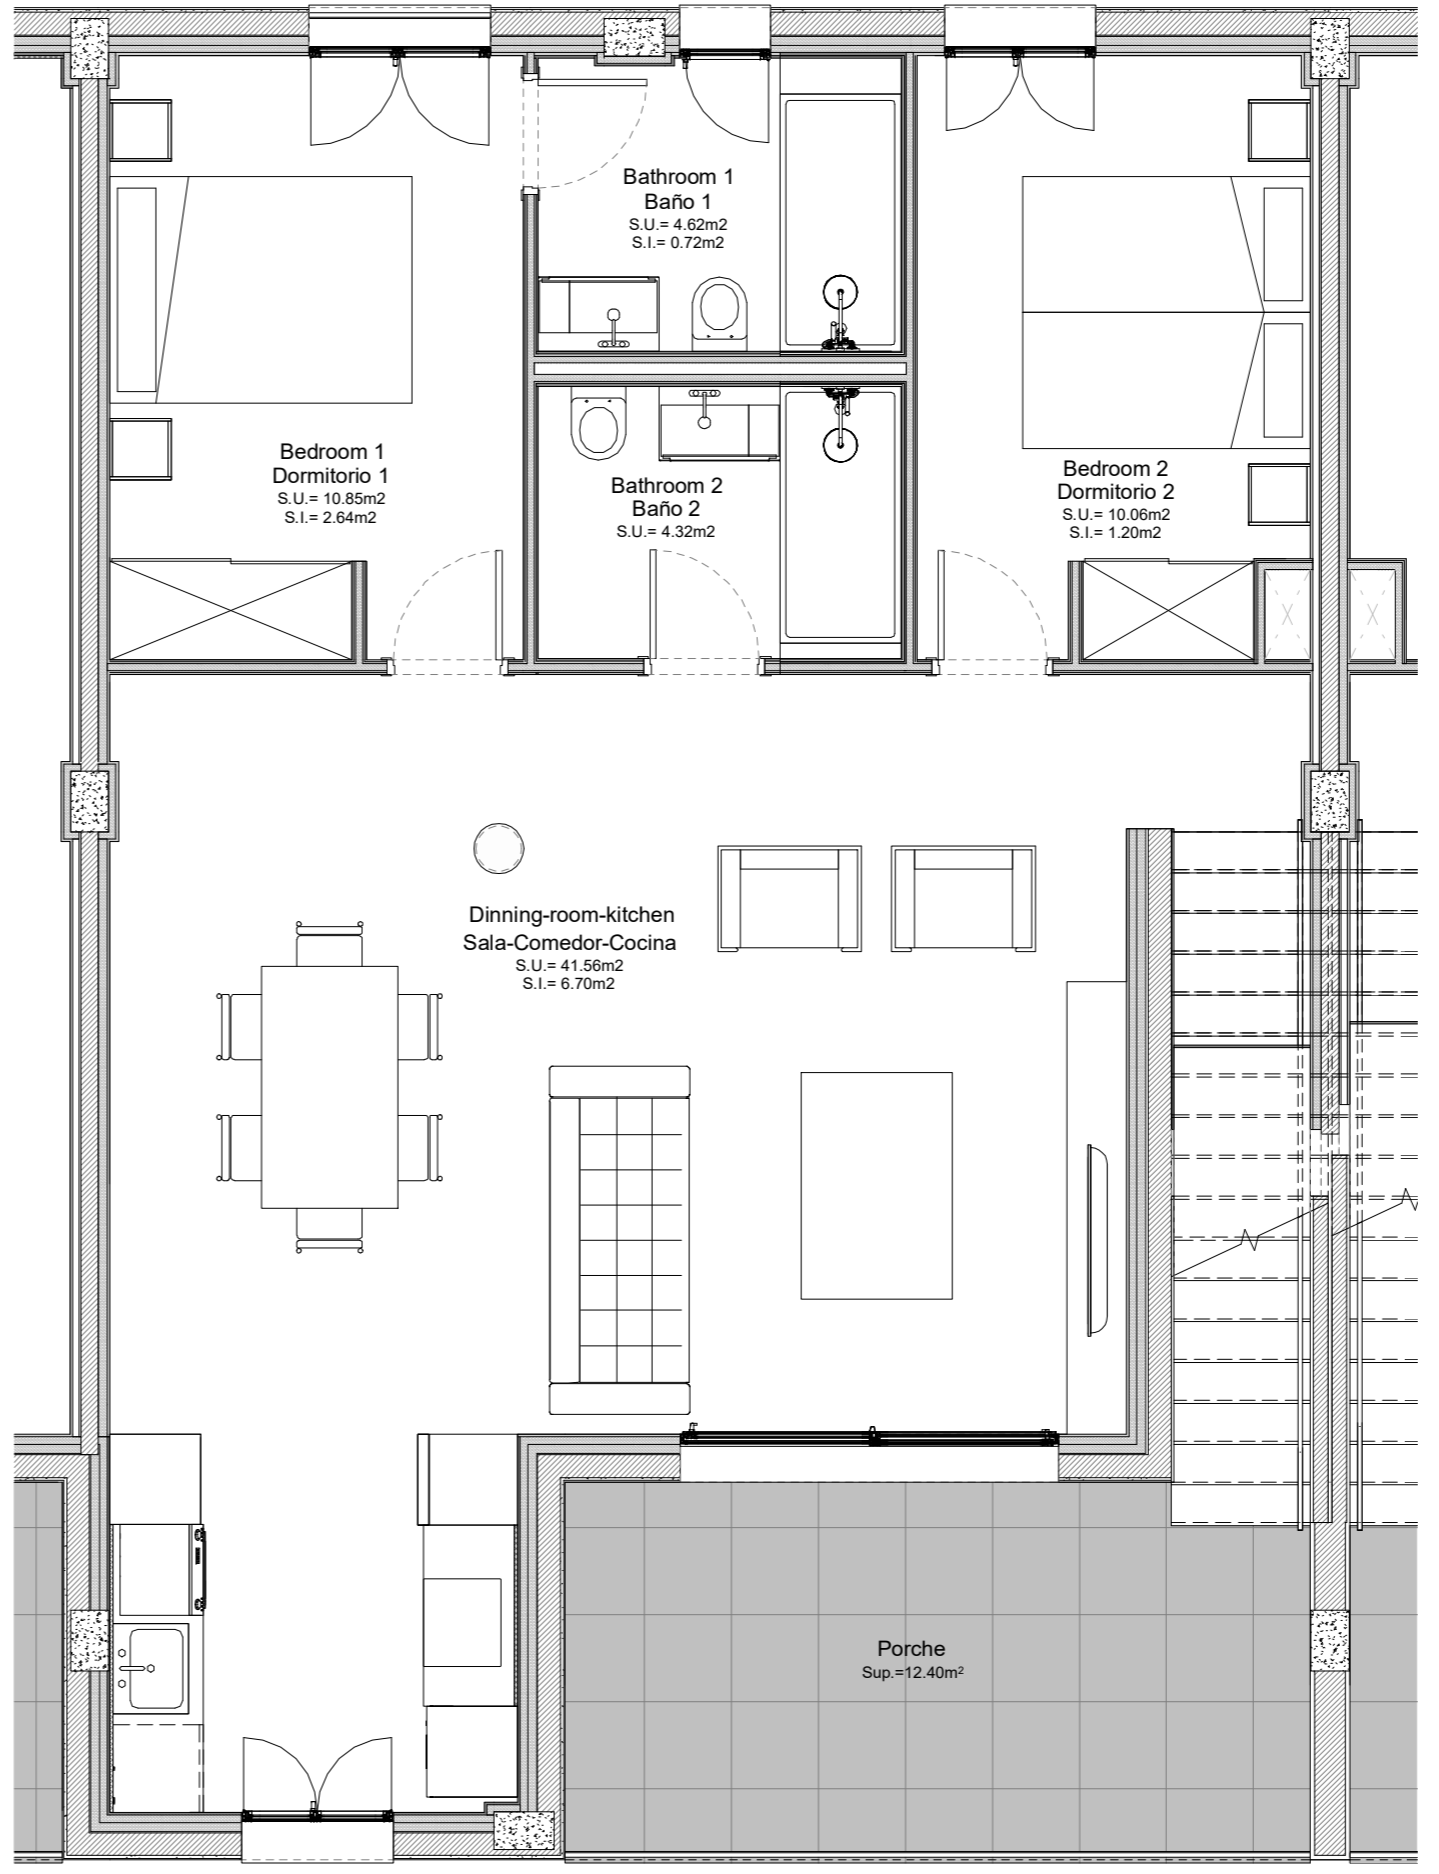 Bathroom 1
Baño 1
S.U.= 4.62m2
S.I.= 0.72m2
Bedroom 1
Dormitorio 1
S.U.= 10.85m2
S.I.= 2.64m2
Bathroom 2
Baño 2
S.U.= 4.32m2
Bedroom 2
Dormitorio 2
S.U.= 10.06m2
S.I.= 1.20m2
Dinning-room-kitchen
Sala-Comedor-Cocina
S.U.= 41.56m2
S.I.= 6.70m2
Porche
Sup.=12.40m²